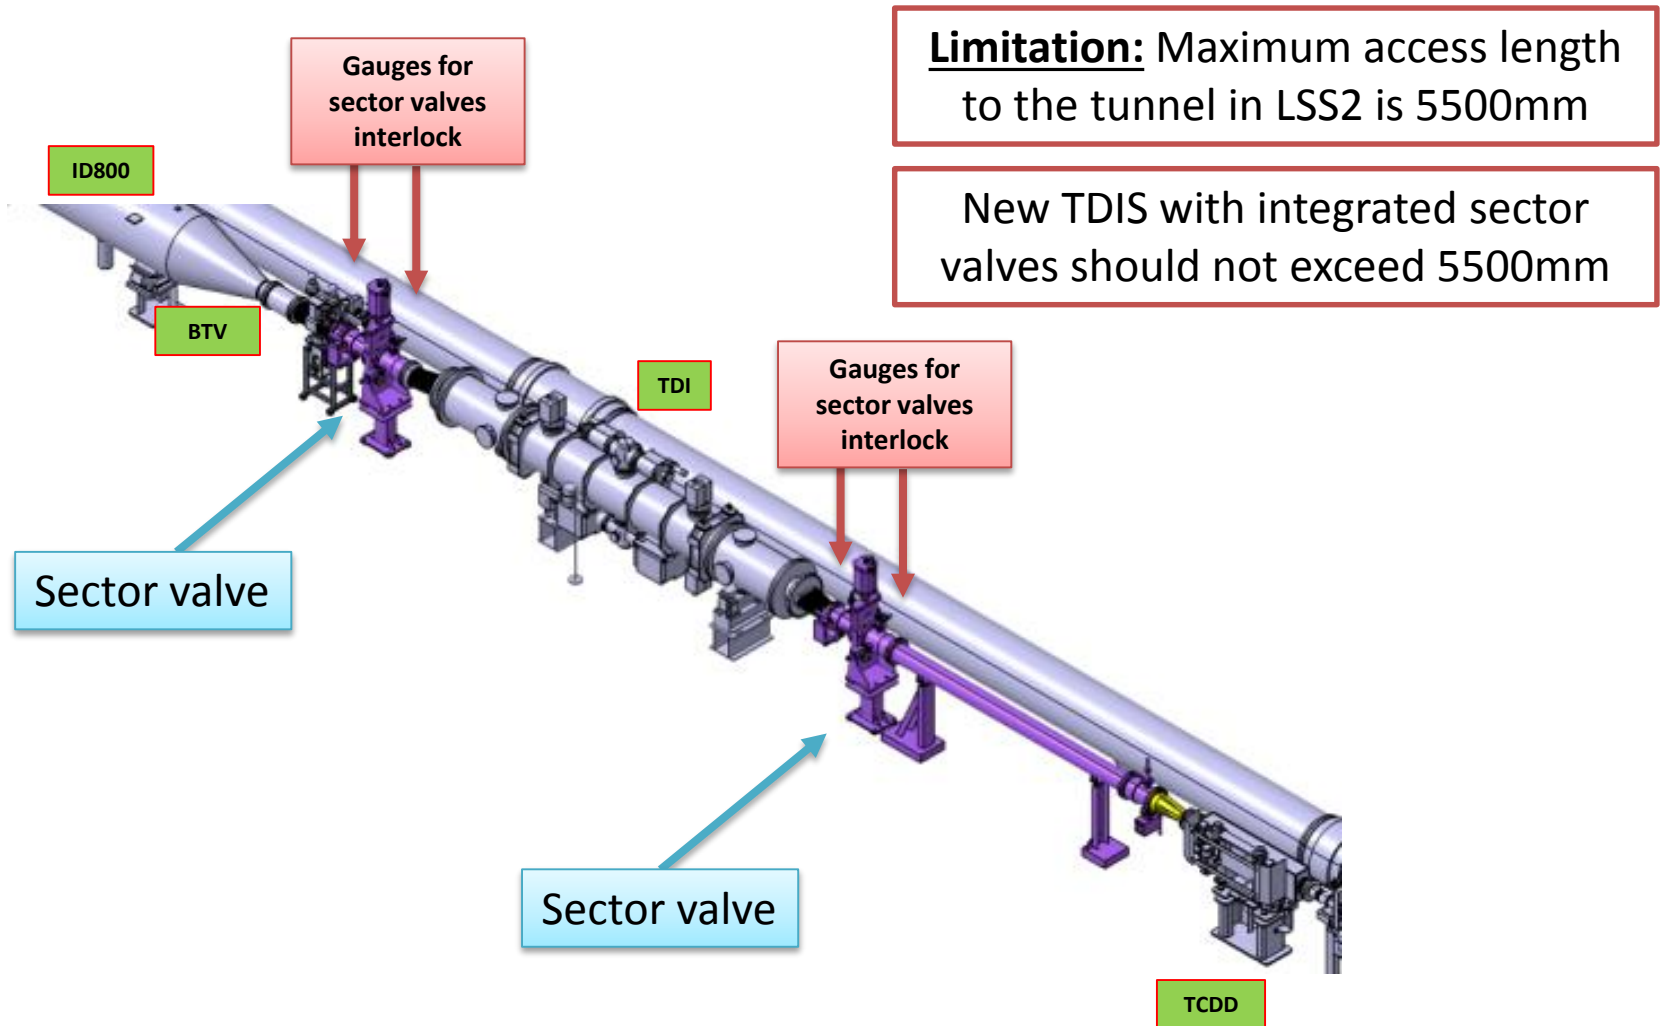 Limitation: Maximum access length
to the tunnel in LSS2 is 5500mm
New TDIS with integrated sector
valves should not exceed 5500mm
Gauges for
sector valves
interlock
ID800
BTV
TDI
Gauges for
sector valves
interlock
Sector valve
Sector valve
TCDD